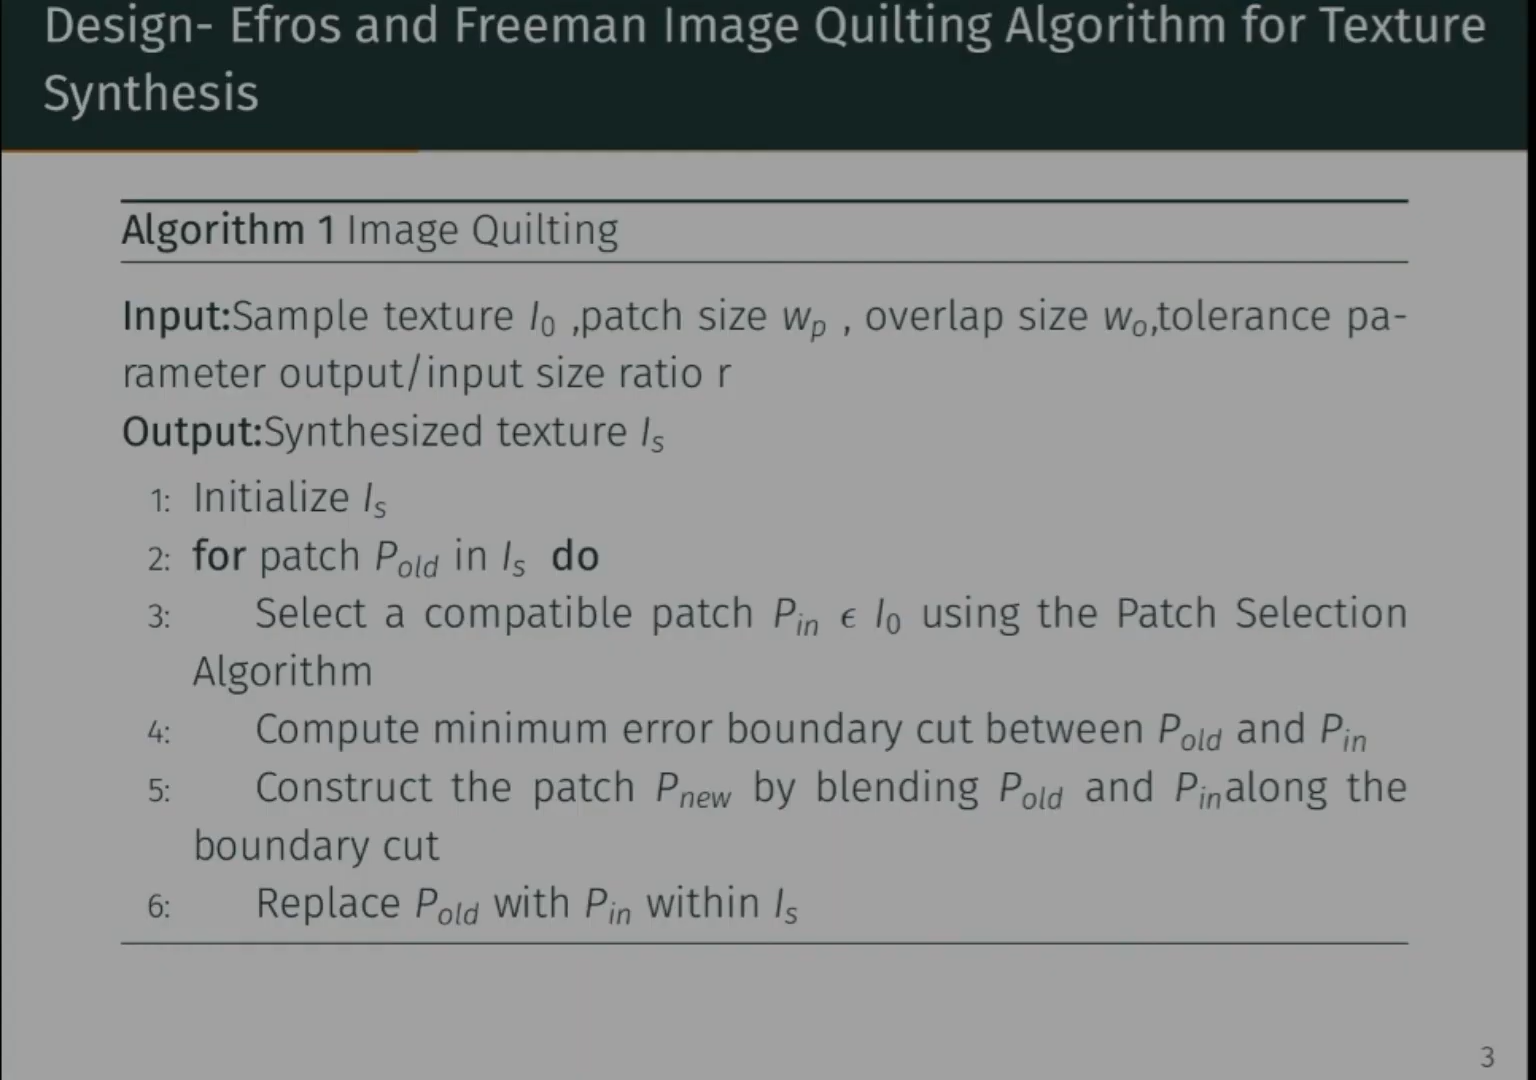 Design- Efros and Freeman Image Quilting Algorithm for Texture
Synthesis
Algorithm 1 Image Quilting
Input:Sample texture I0 ,patch size wp , overlap size wo,tolerance pa-
rameter output/input size ratio r
Output:Synthesized texture Is
1: Initialize Is
2: for patch Pold in Is do
3: Select a compatible patch Pin ϵ I0 using the Patch Selection
Algorithm
4: Compute minimum error boundary cut between Pold and Pin
5: Construct the patch Pnew by blending Pold and Pinalong the
boundary cut
6: Replace Pold with Pin within Is
3